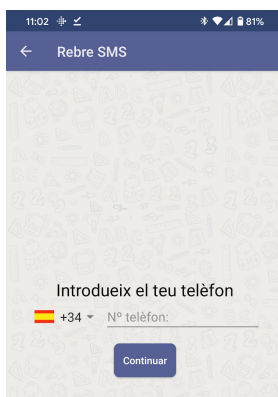 11:02 81%
Rebre SMS
Introdueix el teu telèfon
+34 Nº telèfon:
Continuar